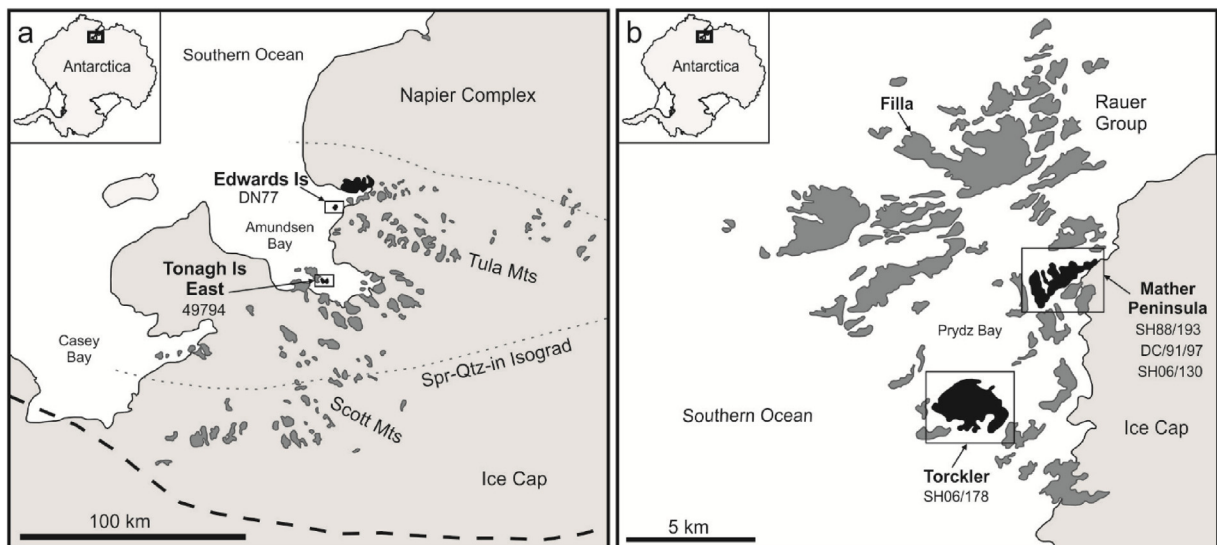 a
Antarctica
Southern Ocean
Napier Complex
Edwards Is
DN77
Amundsen
Bay
Tula Mts
Tonagh Is
East
49794
Casey
Bay
Spr-Qtz-in Isograd
Scott Mts
Ice Cap
100 km
b
Antarctica
Filla
Rauer
Group
Mather
Peninsula
SH88/193
DC/91/97
SH06/130
Prydz Bay
Southern Ocean
Ice Cap
Torckler
SH06/178
5 km